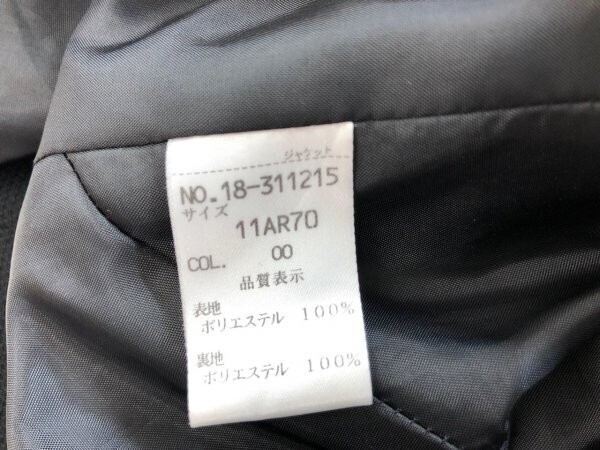 ジャケット
NO.18-311215
サイズ
11AR70
COL. 00
品質表示
表地
ポリエステル 100%
裏地
ポリエステル 100%